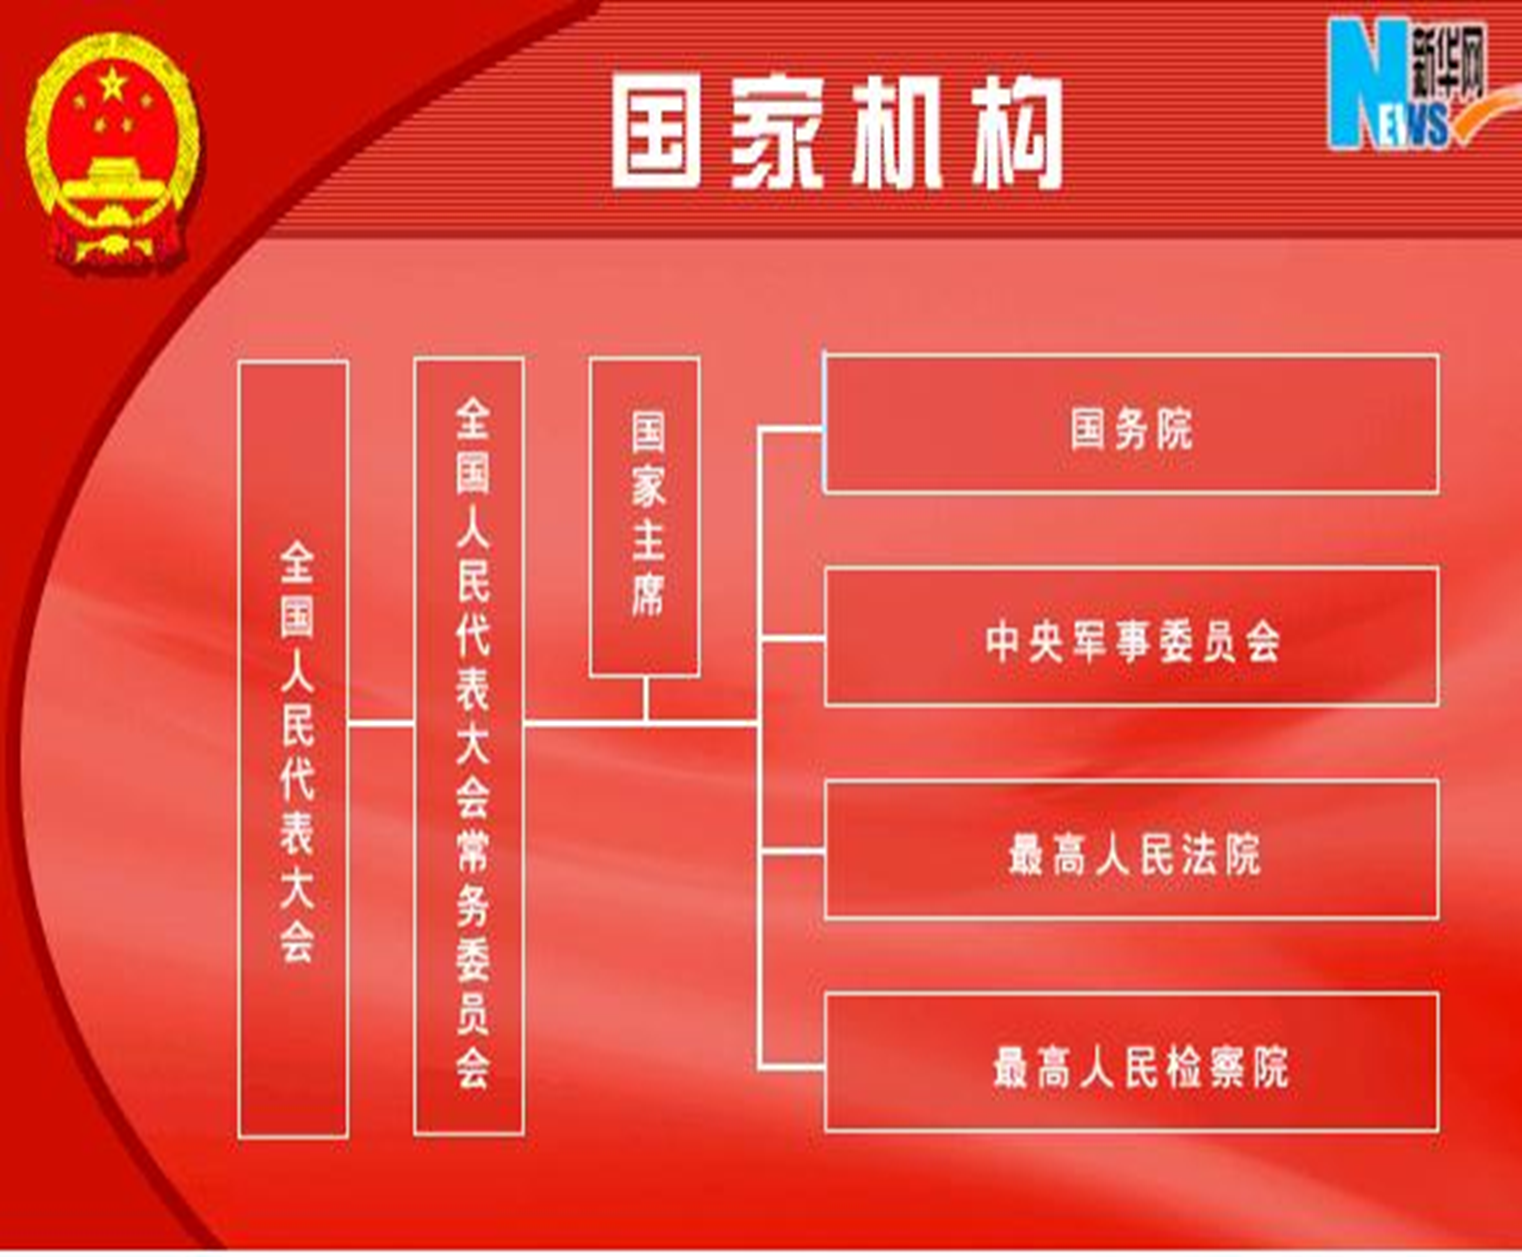 国家机构
新华网
NEWS
全国人民代表大会
全国人民代表大会常务委员会
国家主席
国务院
中央军事委员会
最高人民法院
最高人民检察院